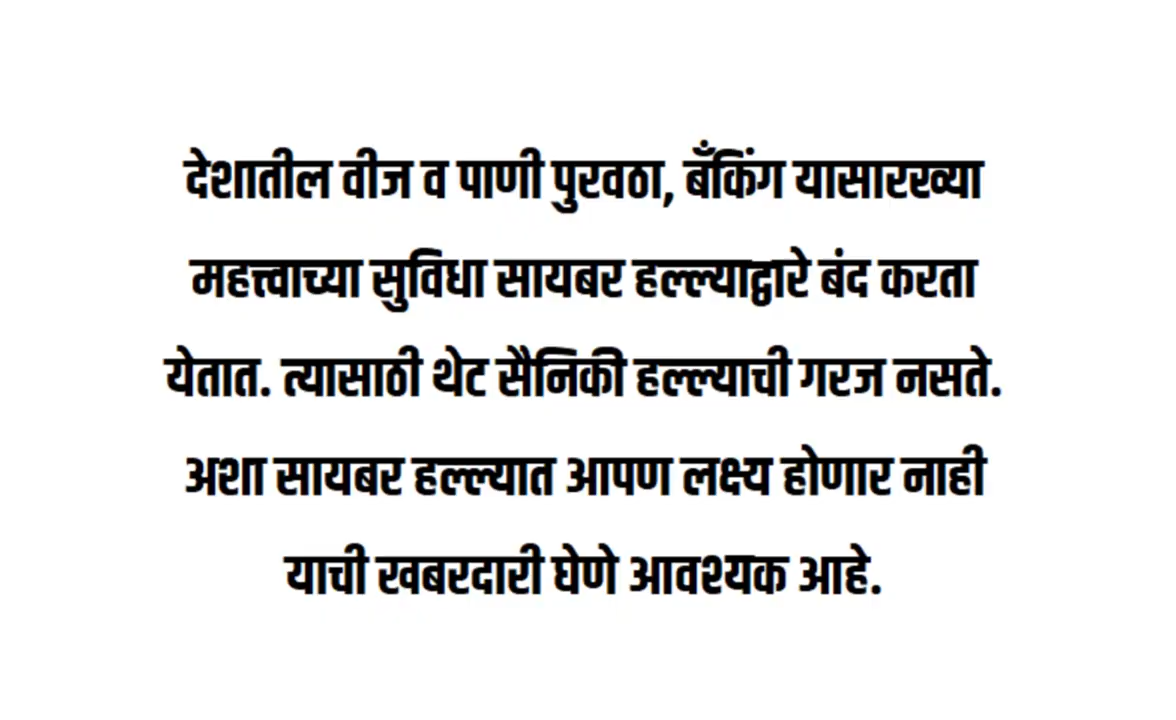 देशातील वीज व पाणी पुरवठा, बँकिंग यासारख्या
महत्त्वाच्या सुविधा सायबर हल्ल्याद्वारे बंद करता
येतात. त्यासाठी थेट सैनिकी हल्ल्याची गरज नसते.
अशा सायबर हल्ल्यात आपण लक्ष्य होणार नाही
याची खबरदारी घेणे आवश्यक आहे.